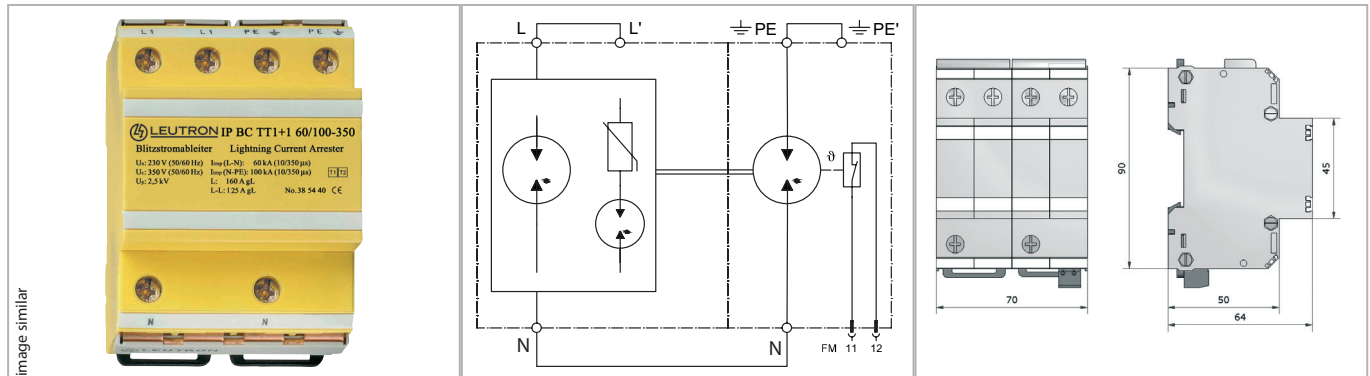 image similar
L1 L1 PE PE
LEUTRON IP BC TT1+1 60/100-350
Blitzstromableiter Lightning Current Arrester
Uₙ: 230 V (50/60 Hz) Iimp (L-N): 60 kA (10/350 µs)
Uc: 350 V (50/60 Hz) Iimp (N-PE): 100 kA (10/350 µs) T1 T2
Up: 2,5 kV L: 160 A gL
L-L: 125 A gL No. 38 54 40 CE
N N
LEUTRON
L L' PE PE'
ϑ
N N FM 11 12
70
90
45
50
64